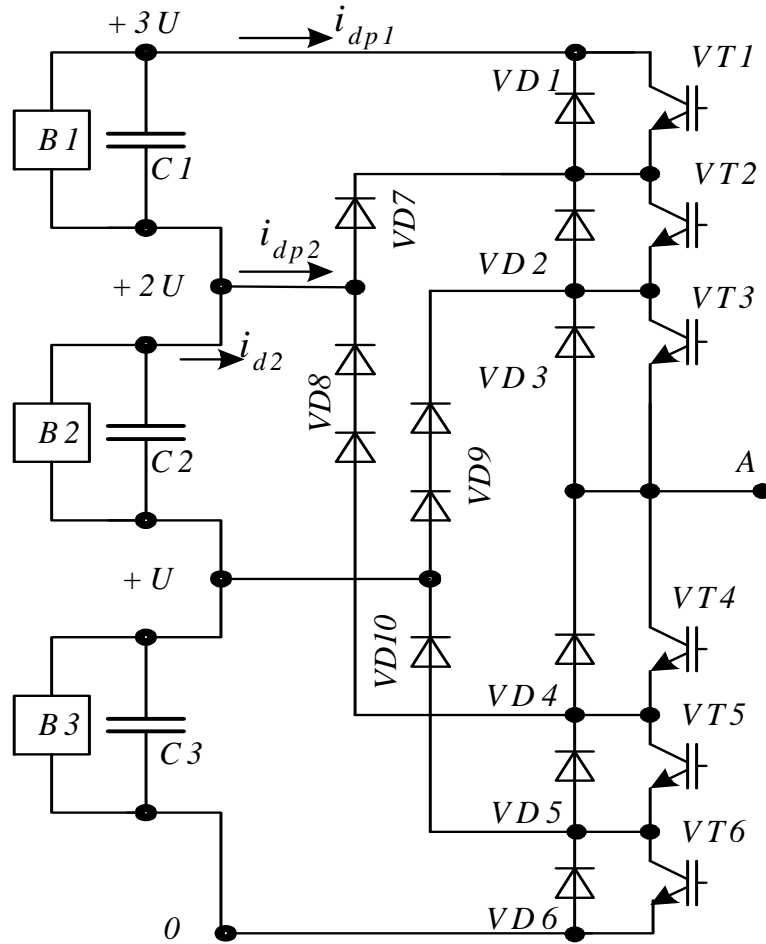 +3U
i_dp1
VT1
VD1
B1
C1
VT2
VD7
i_dp2
VD2
+2U
VT3
i_d2
VD3
VD8
B2
C2
VD9
A
+U
VT4
VD10
VD4
B3
C3
VT5
VD5
VT6
0
VD6